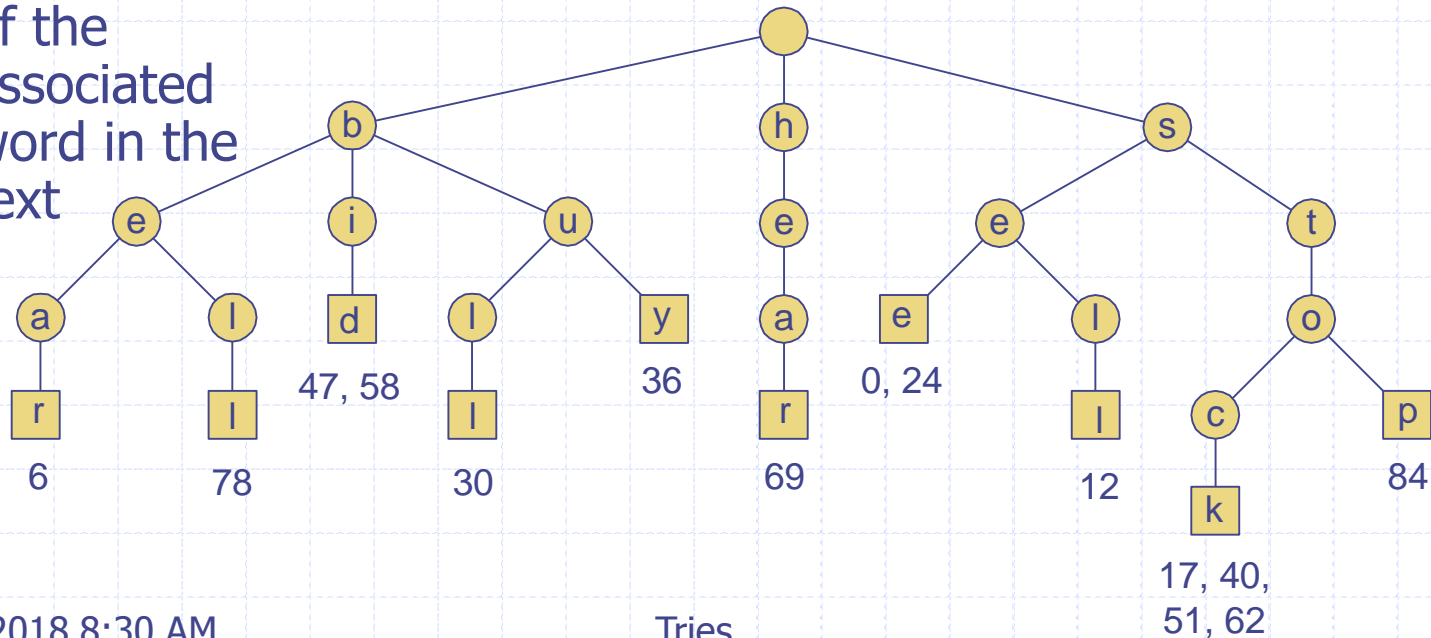 f the
ssociated
word in the
ext
b h s
e i u e e t
a l d l y a e l o
47, 58 36 0, 24
r l l r l c p
6 78 30 69 12 84
k
17, 40,
51, 62
2018 8:30 AM Tries